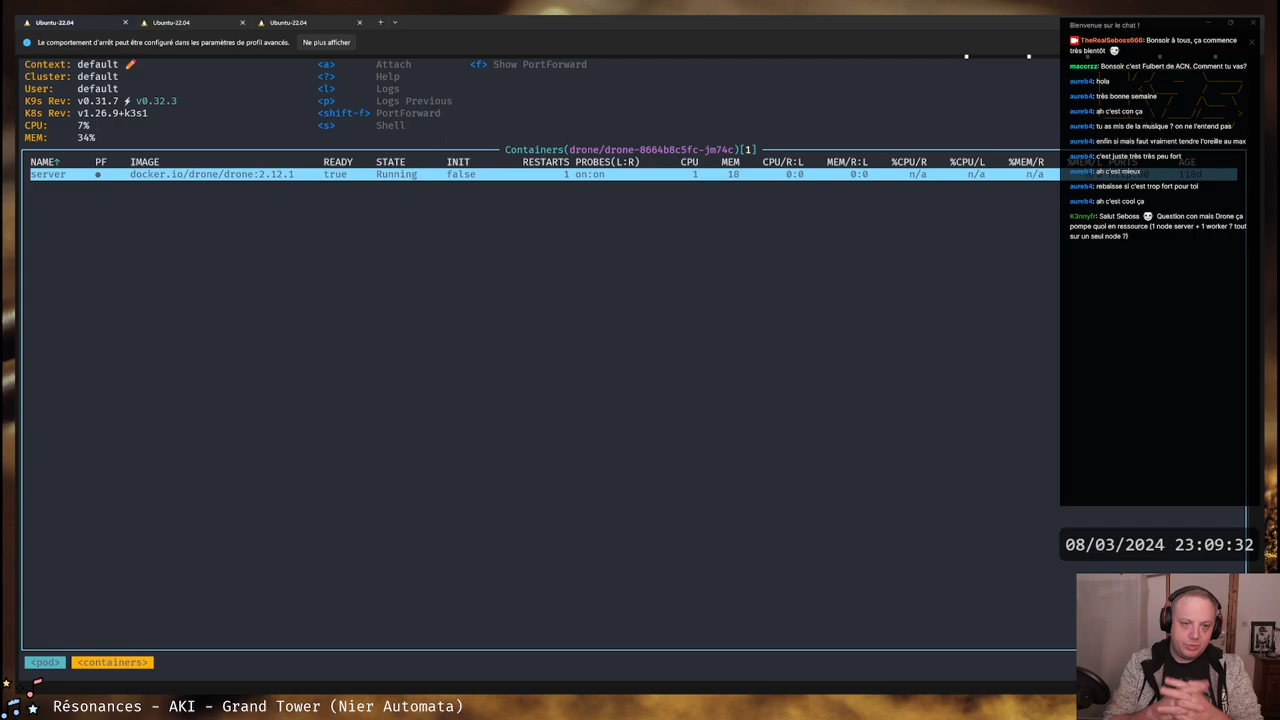 Ubuntu-22.04
Ubuntu-22.04
Ubuntu-22.04
Le comportement d'arrêt peut être configuré dans les paramètres de profil avancés. Ne plus afficher
Context: default
Cluster: default
User: default
K9s Rev: v0.31.7 ⚡ v0.32.3
K8s Rev: v1.26.9+k3s1
CPU: 7%
MEM: 34%
<a> Attach
<?> Help
<l> Logs
<p> Logs Previous
<shift-f> PortForward
<s> Shell
<f> Show PortForward
Containers(drone/drone-8664b8c5fc-jm74c)[1]
NAME↑ PF IMAGE READY STATE INIT RESTARTS PROBES(L:R) CPU MEM CPU/R:L MEM/R:L %CPU/R %CPU/L %MEM/R %MEM/L PORTS AGE
server ● docker.io/drone/drone:2.12.1 true Running false 1 on:on 1 18 0:0 0:0 n/a n/a n/a 118d
<pod> <containers>
Bienvenue sur le chat !
TheRealSeboss666: Bonsoir à tous, ça commence
très bientôt
maccrzz: Bonsoir c'est Fulbert de ACN. Comment tu vas?
aureb4: hola
aureb4: très bonne semaine
aureb4: ah c'est con ça
aureb4: tu as mis de la musique ? on ne l'entend pas
aureb4: enfin si mais faut vraiment tendre l'oreille au max
aureb4: c'est juste très très peu fort
aureb4: ah c'est mieux
aureb4: rebaisse si c'est trop fort pour toi
aureb4: ah c'est cool ça
K3nnyfr: Salut Seboss Question con mais Drone ça
pompe quoi en ressource (1 node server + 1 worker ? tout
sur un seul node ?)
08/03/2024 23:09:32
Résonances - AKI - Grand Tower (Nier Automata)